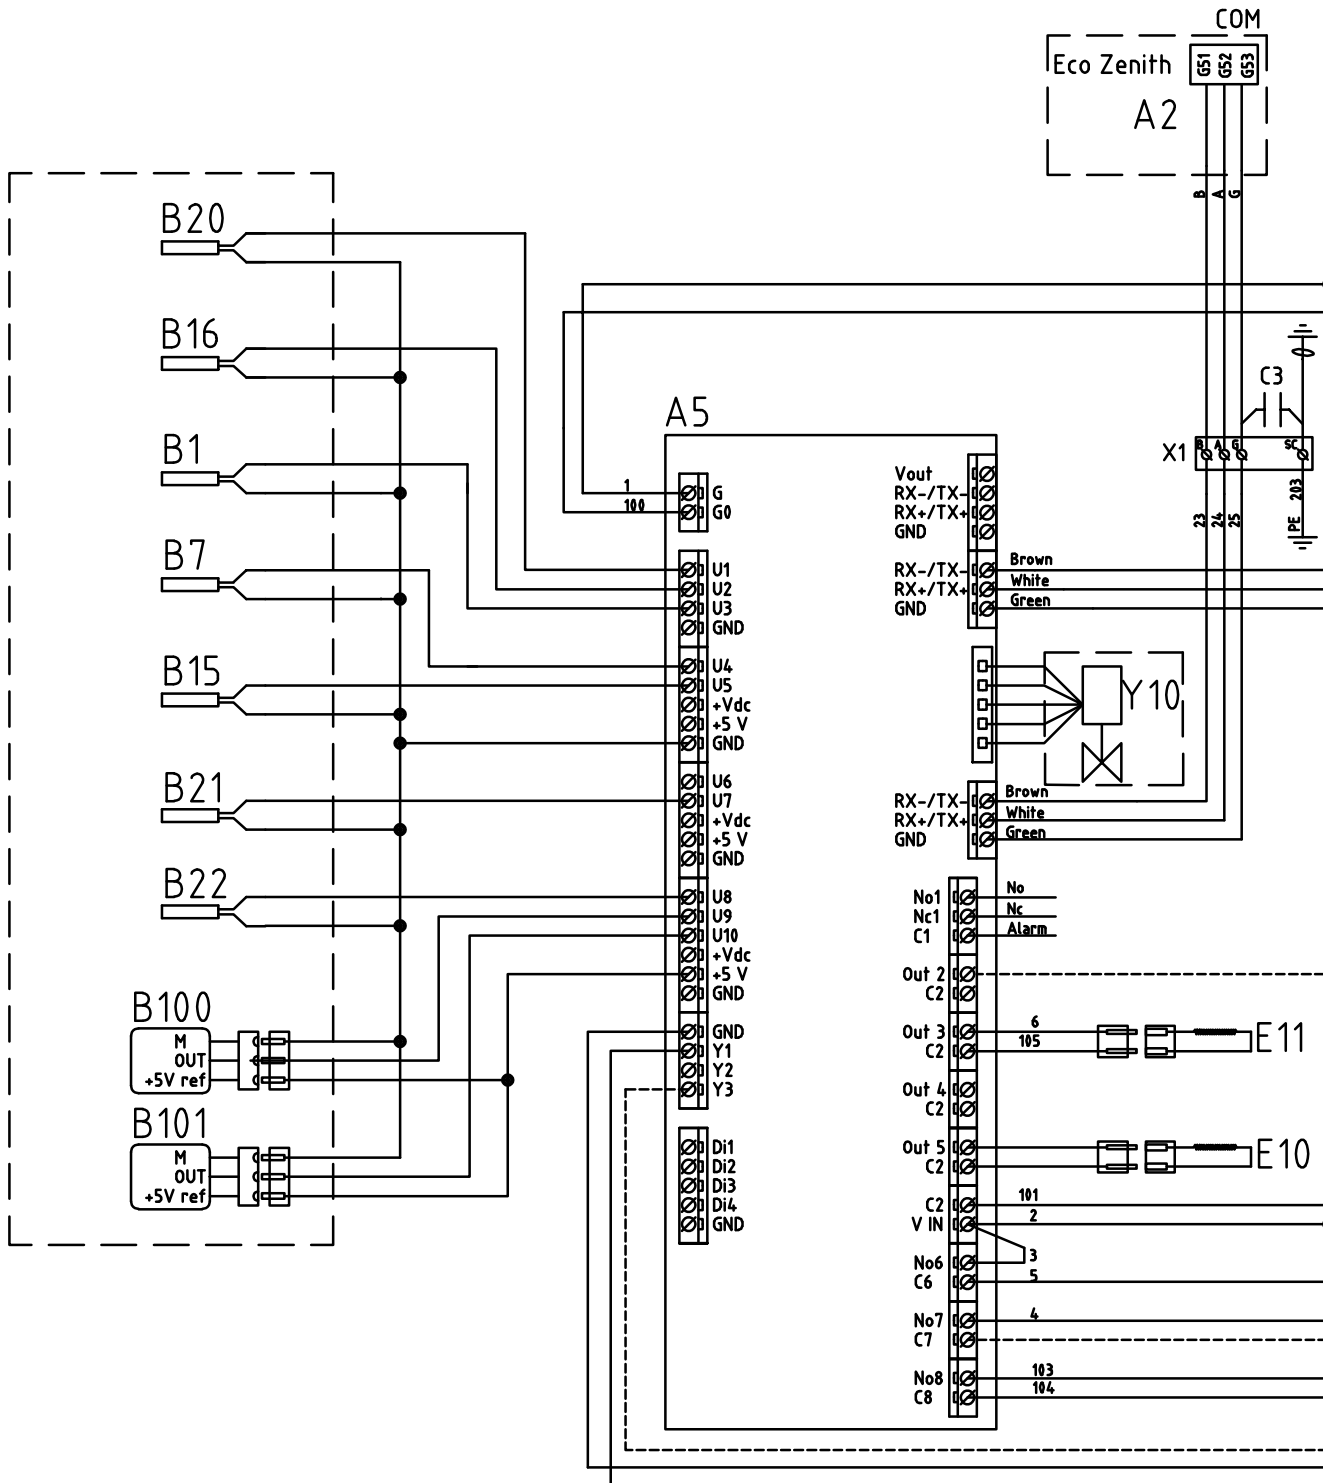 COM
Eco Zenith
G51
G52
G53
A2
B
A
G
B20
B16
B1
B7
B15
B21
B22
B100
M
OUT
+5V ref
B101
M
OUT
+5V ref
C3
X1
B
A
G
SC
23
24
25
PE
203
A5
1
100
G
G0
U1
U2
U3
GND
U4
U5
+Vdc
+5 V
GND
U6
U7
+Vdc
+5 V
GND
U8
U9
U10
+Vdc
+5 V
GND
GND
Y1
Y2
Y3
Di1
Di2
Di3
Di4
GND
Vout
RX-/TX-
RX+/TX+
GND
RX-/TX- Brown
RX+/TX+ White
GND Green
Y10
RX-/TX- Brown
RX+/TX+ White
GND Green
No1 No
Nc1 Nc
C1 Alarm
Out 2
C2
Out 3 6
C2 105
E11
Out 4
C2
Out 5
C2
E10
C2 101
V IN 2
No6 3
C6 5
No7 4
C7
No8 103
C8 104